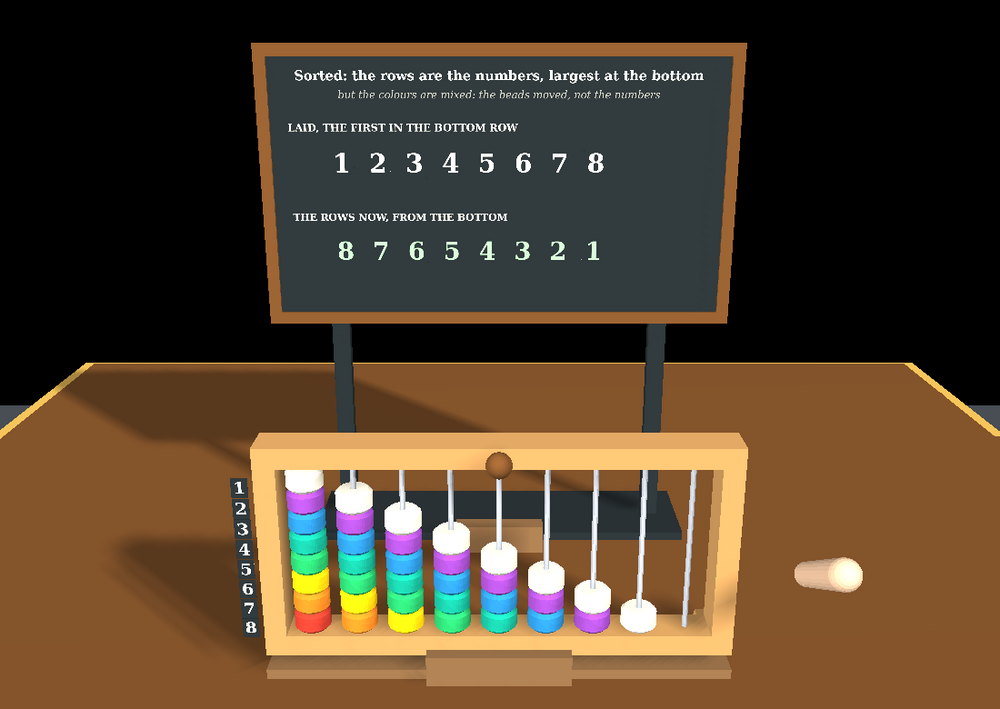 Sorted: the rows are the numbers, largest at the bottom
but the colours are mixed: the beads moved, not the numbers
LAID, THE FIRST IN THE BOTTOM ROW
1 2 3 4 5 6 7 8
THE ROWS NOW, FROM THE BOTTOM
8 7 6 5 4 3 2 1
1
2
3
4
5
6
7
8